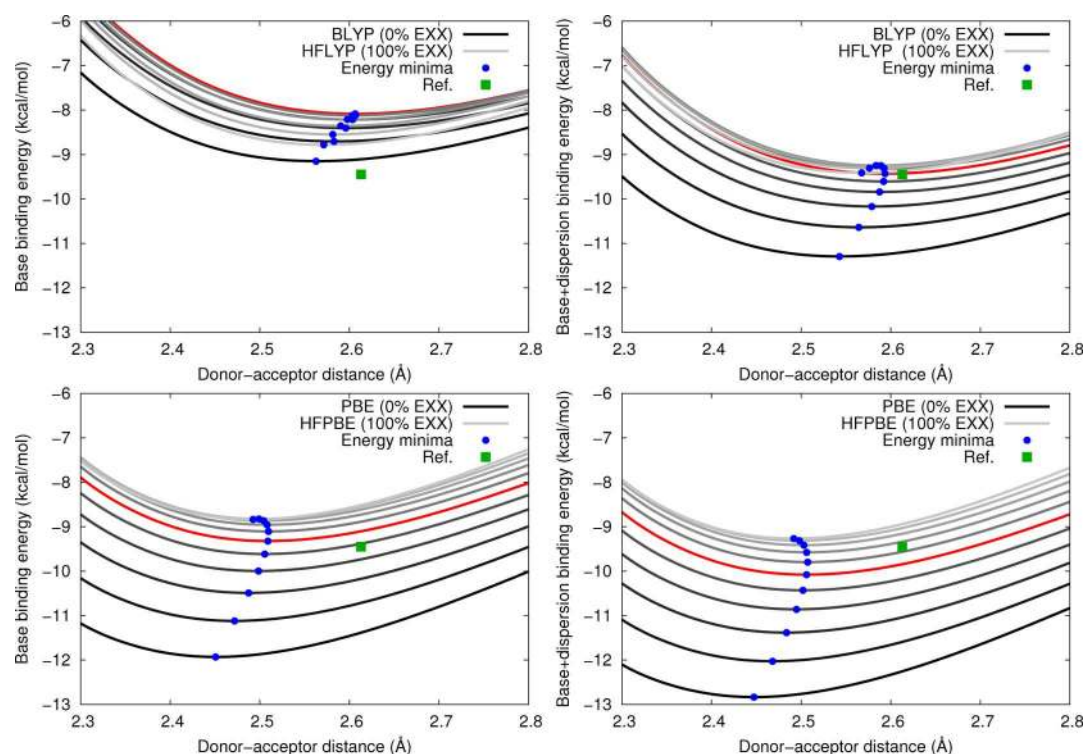 BLYP (0% EXX)
HFLYP (100% EXX)
Energy minima
Ref.
Base binding energy (kcal/mol)
−6
−7
−8
−9
−10
−11
−12
−13
2.3 2.4 2.5 2.6 2.7 2.8
Donor−acceptor distance (Å)
BLYP (0% EXX)
HFLYP (100% EXX)
Energy minima
Ref.
Base+dispersion binding energy (kcal/mol)
−6
−7
−8
−9
−10
−11
−12
−13
2.3 2.4 2.5 2.6 2.7 2.8
Donor−acceptor distance (Å)
PBE (0% EXX)
HFPBE (100% EXX)
Energy minima
Ref.
Base binding energy (kcal/mol)
−5
−6
−7
−8
−9
−10
−11
−12
−13
2.3 2.4 2.5 2.6 2.7 2.8
Donor−acceptor distance (Å)
PBE (0% EXX)
HFPBE (100% EXX)
Energy minima
Ref.
Base+dispersion binding energy (kcal/mol)
−5
−6
−7
−8
−9
−10
−11
−12
−13
2.3 2.4 2.5 2.6 2.7 2.8
Donor−acceptor distance (Å)